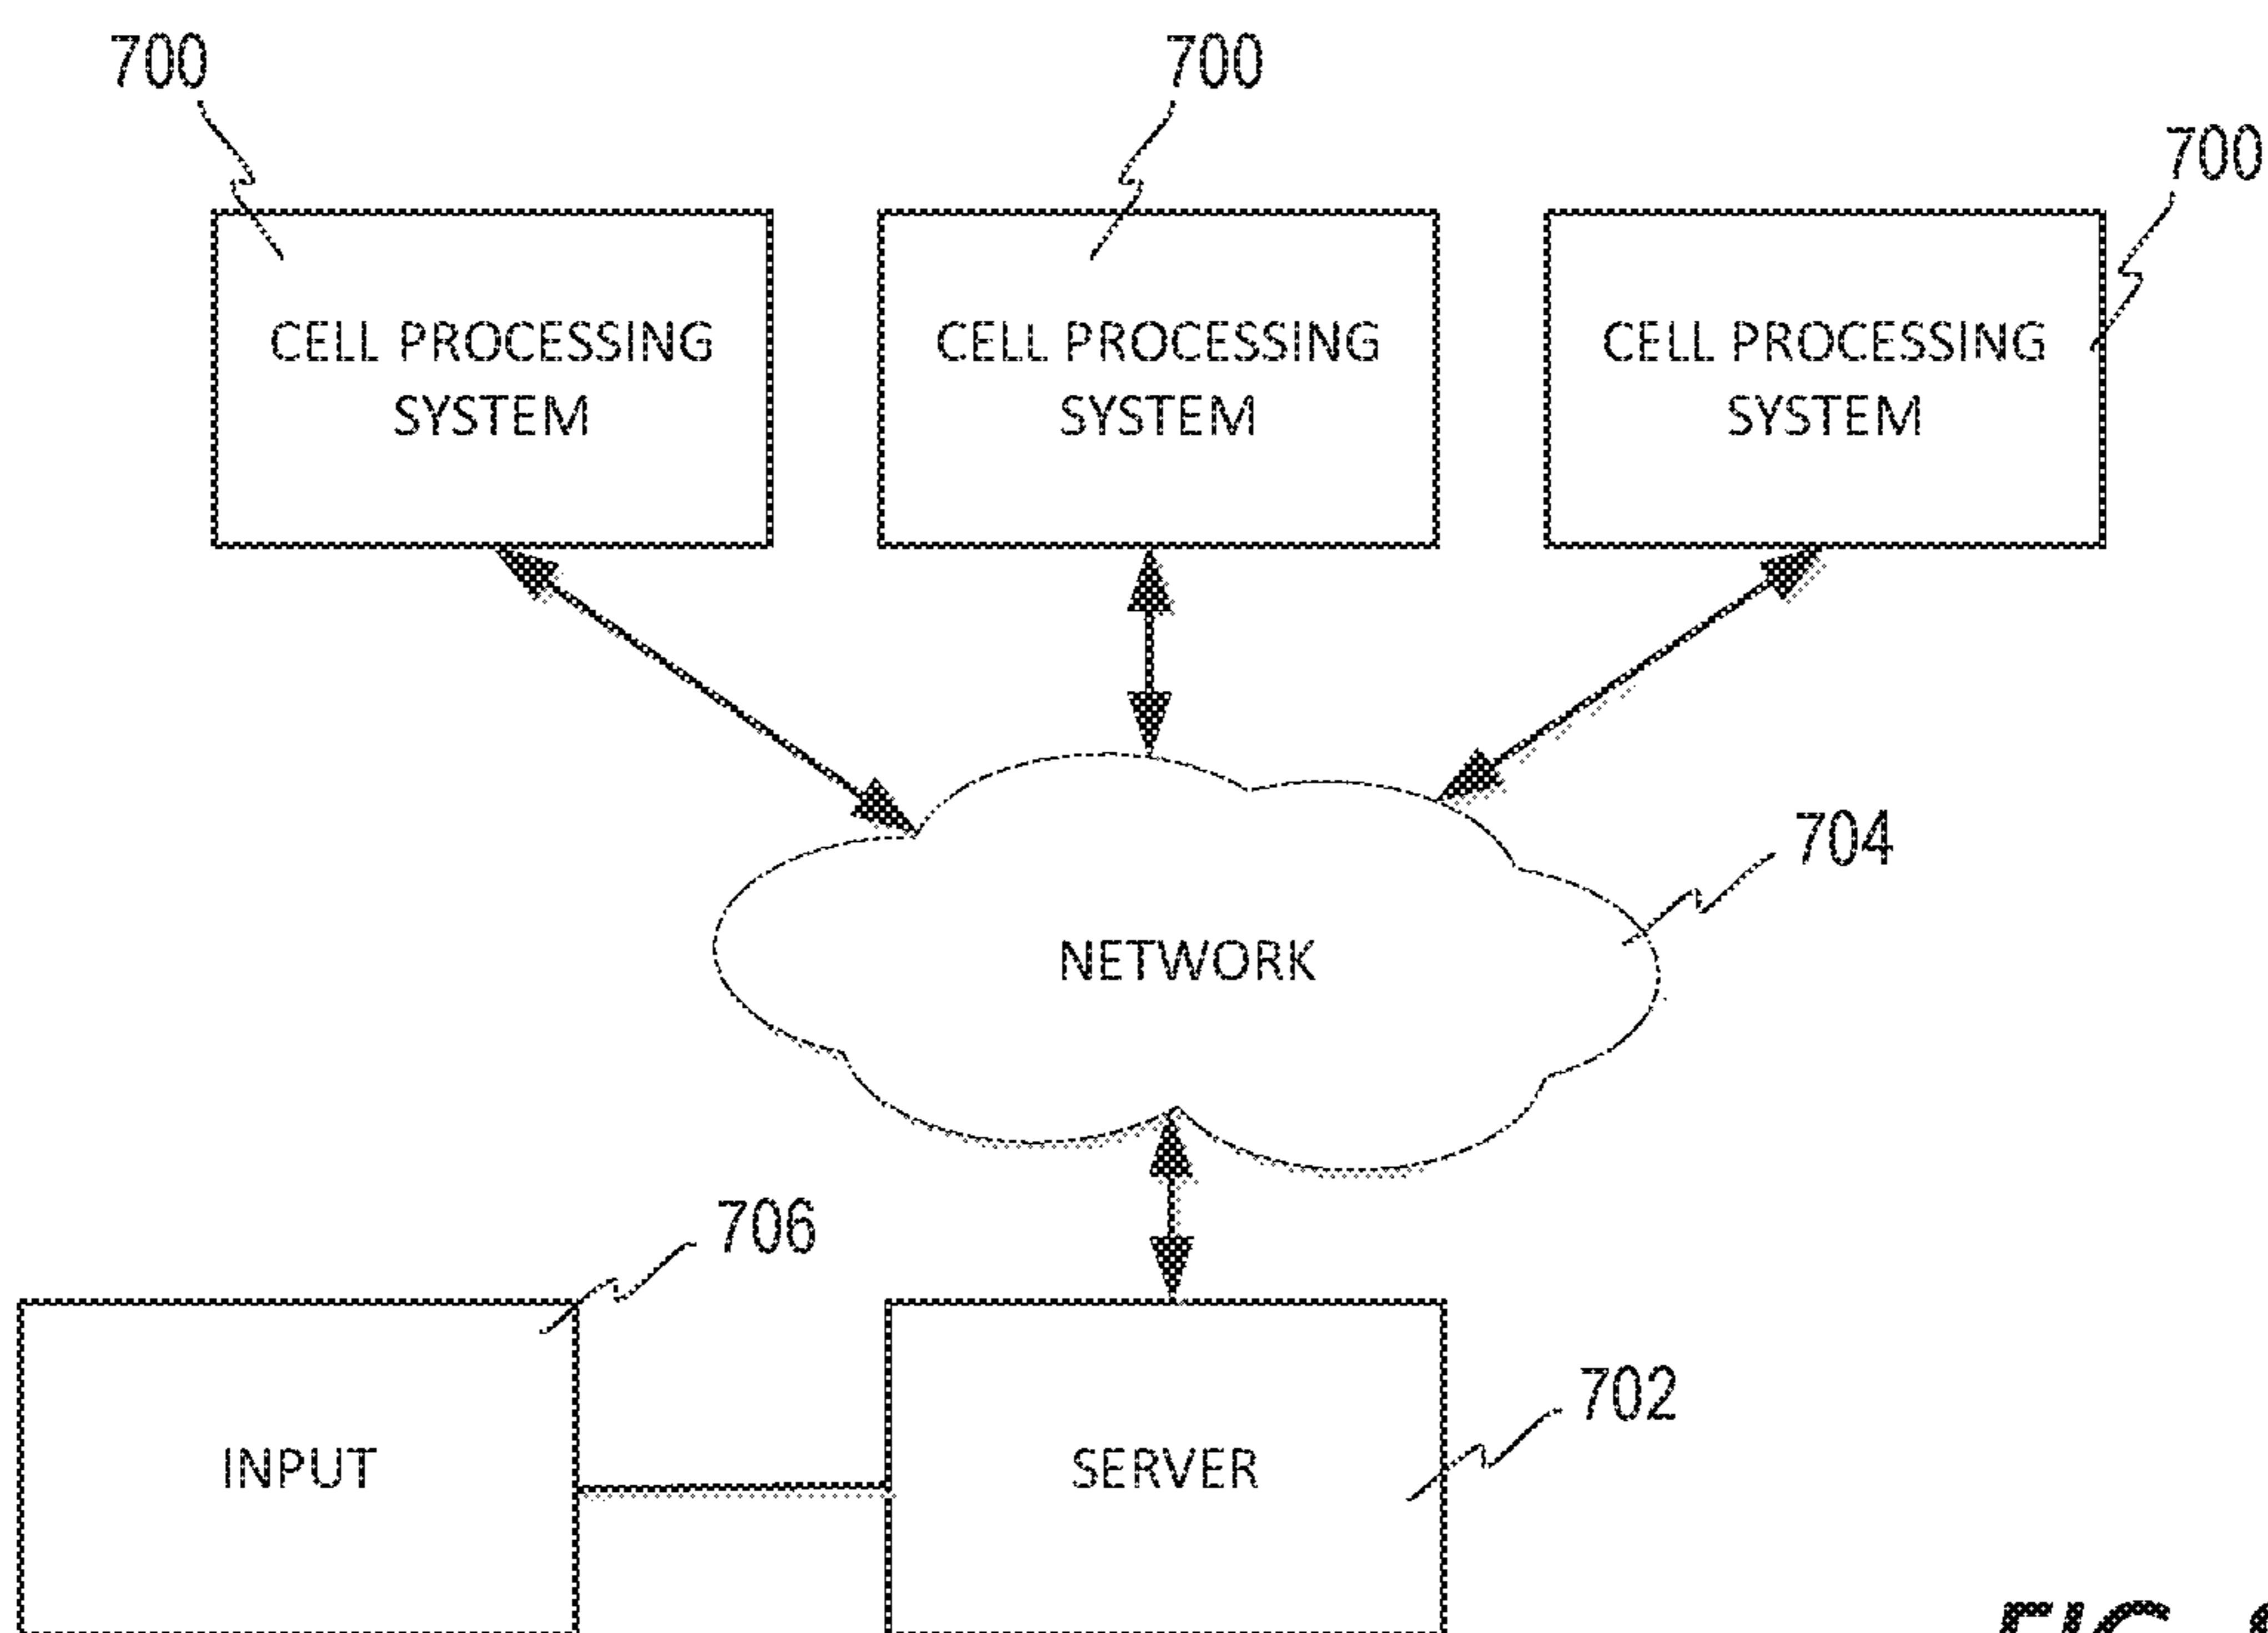 700
700
700
CELL PROCESSING
SYSTEM
CELL PROCESSING
SYSTEM
CELL PROCESSING
SYSTEM
704
NETWORK
706
702
INPUT
SERVER